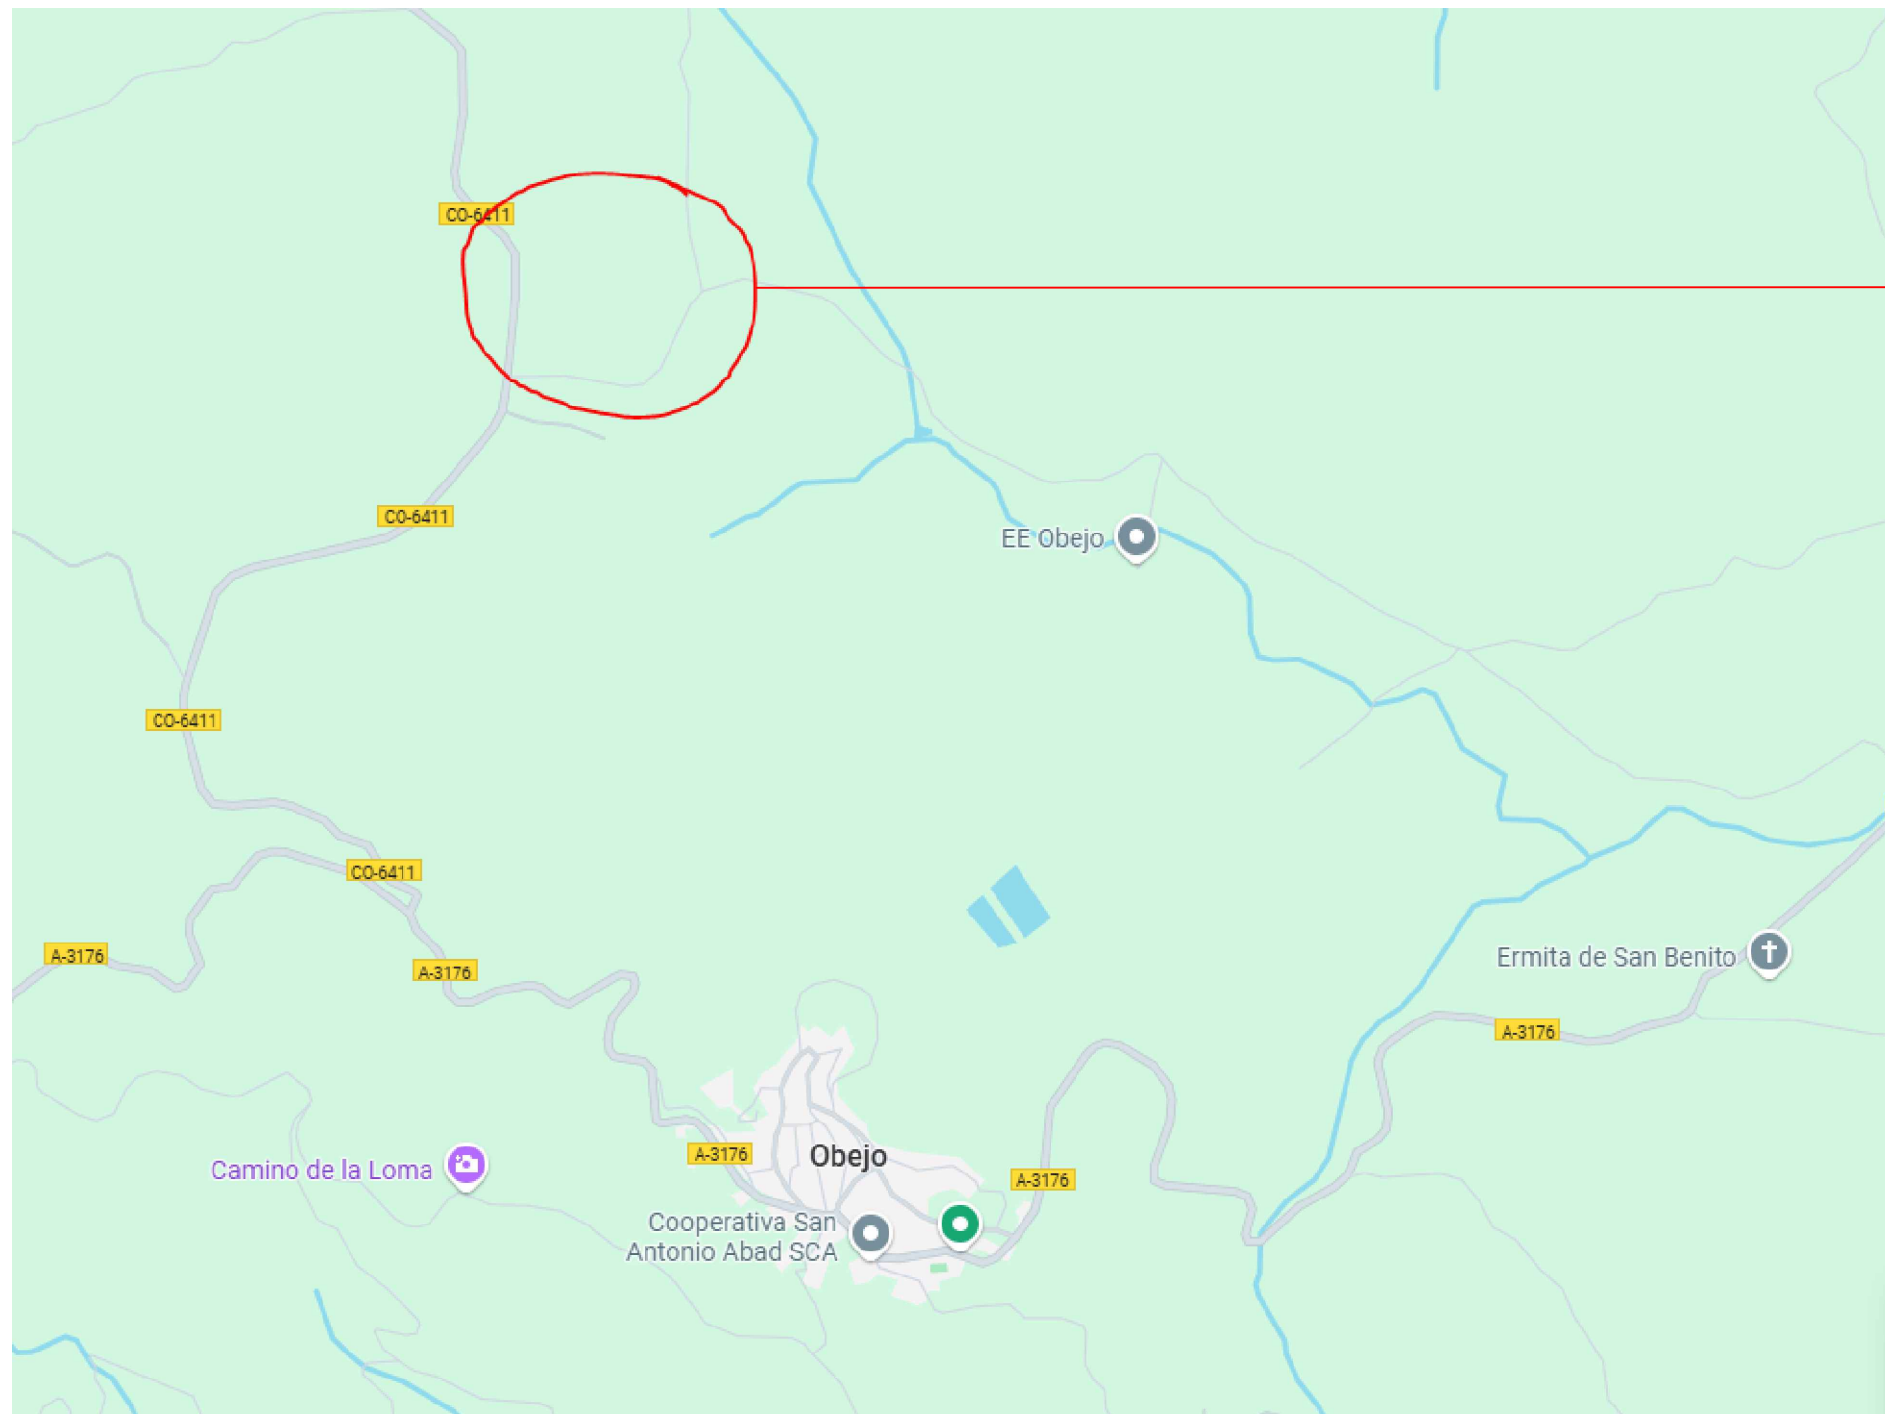 CO-6411
CO-6411
EE Obejo
CO-6411
CO-6411
A-3176
Ermita de San Benito
A-3176
A-3176
A-3176
Obejo
Camino de la Loma
A-3176
Cooperativa San
Antonio Abad SCA